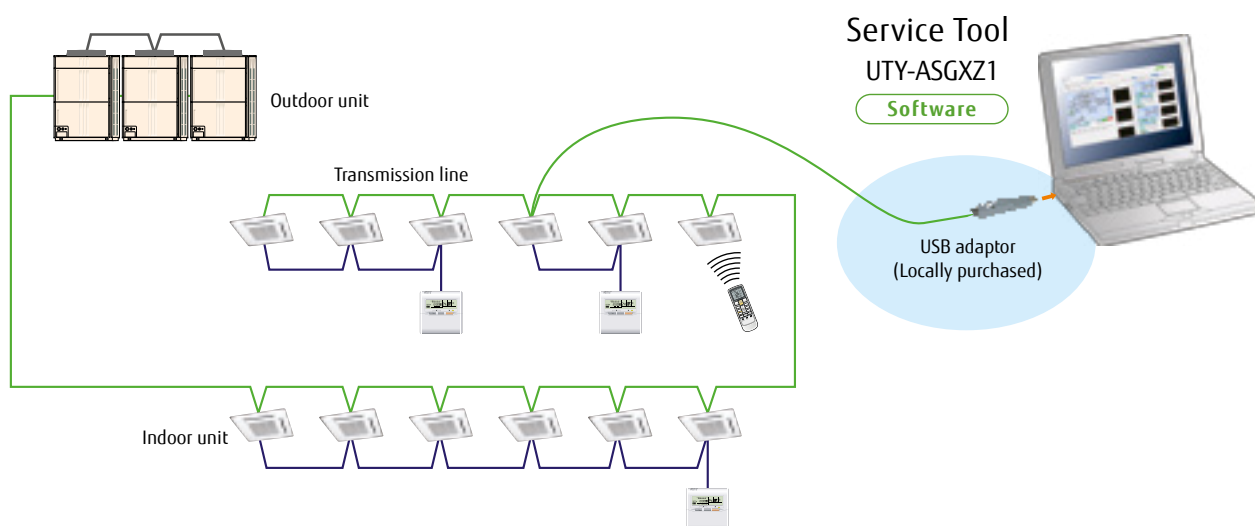 Service Tool
UTY-ASGXZ1
Software
Outdoor unit
Transmission line
USB adaptor
(Locally purchased)
Indoor unit